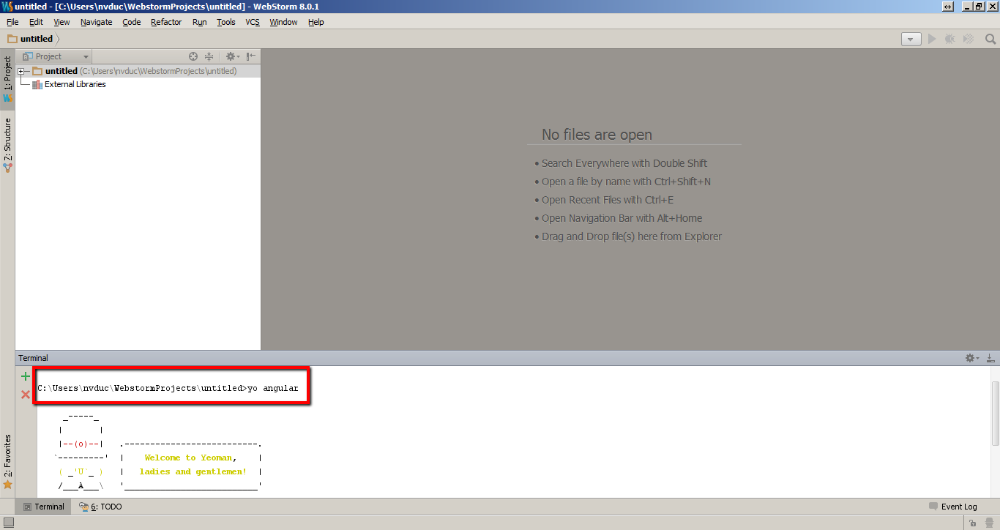 untitled - [C:\Users\nvduc\WebstormProjects\untitled] - WebStorm 8.0.1
File Edit View Navigate Code Refactor Run Tools VCS Window Help
untitled
1: Project
Project
untitled (C:\Users\nvduc\WebstormProjects\untitled)
External Libraries
Z: Structure
No files are open
• Search Everywhere with Double Shift
• Open a file by name with Ctrl+Shift+N
• Open Recent Files with Ctrl+E
• Open Navigation Bar with Alt+Home
• Drag and Drop file(s) here from Explorer
Terminal
C:\Users\nvduc\WebstormProjects\untitled>yo angular
     _-----_
    |       |
    |--(o)--|   .--------------------------.
   `---------'  |    Welcome to Yeoman,    |
    ( _'U`_ )   |   ladies and gentlemen!  |
    /___A___\   '__________________________'
2: Favorites
Terminal 6: TODO Event Log